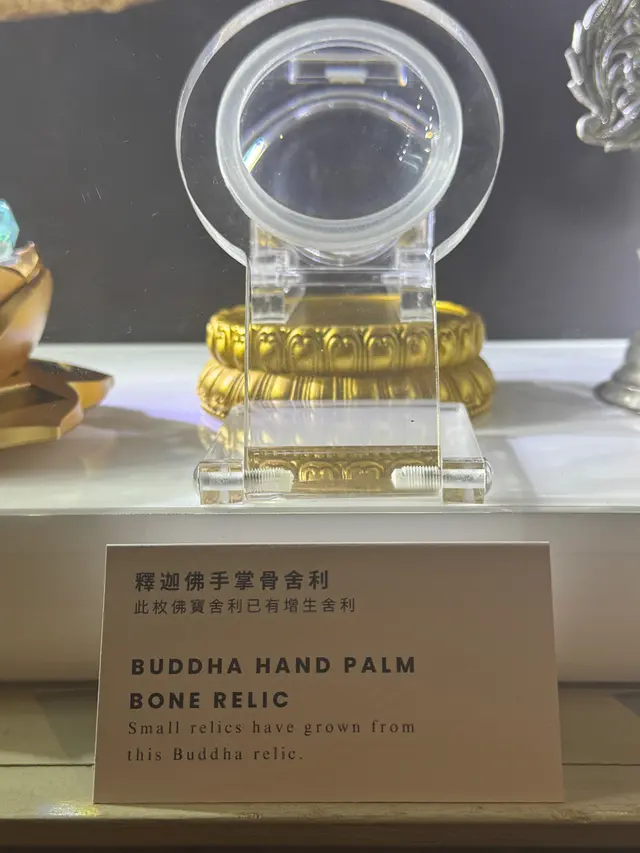 釋迦佛手掌骨舍利
此枚佛寶舍利已有增生舍利
BUDDHA HAND PALM
BONE RELIC
Small relics have grown from
this Buddha relic.